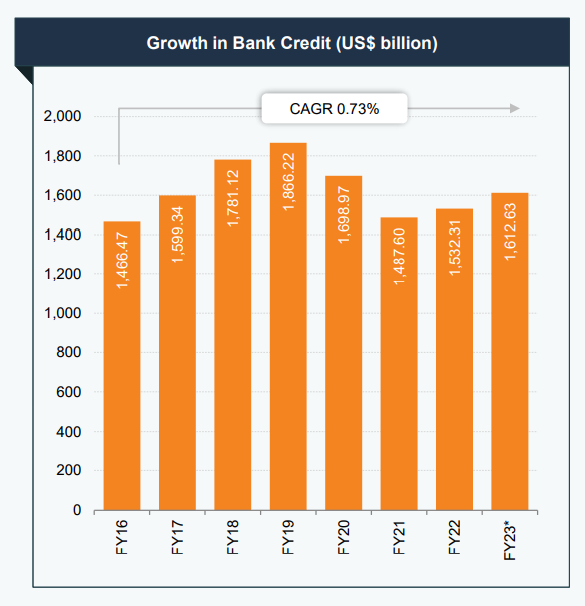 Growth in Bank Credit (US$ billion)
CAGR 0.73%
2,000
1,800
1,600
1,400
1,200
1,000
800
600
400
200
0
1,466.47
1,599.34
1,781.12
1,866.22
1,698.97
1,487.60
1,532.31
1,612.63
FY16
FY17
FY18
FY19
FY20
FY21
FY22
FY23*